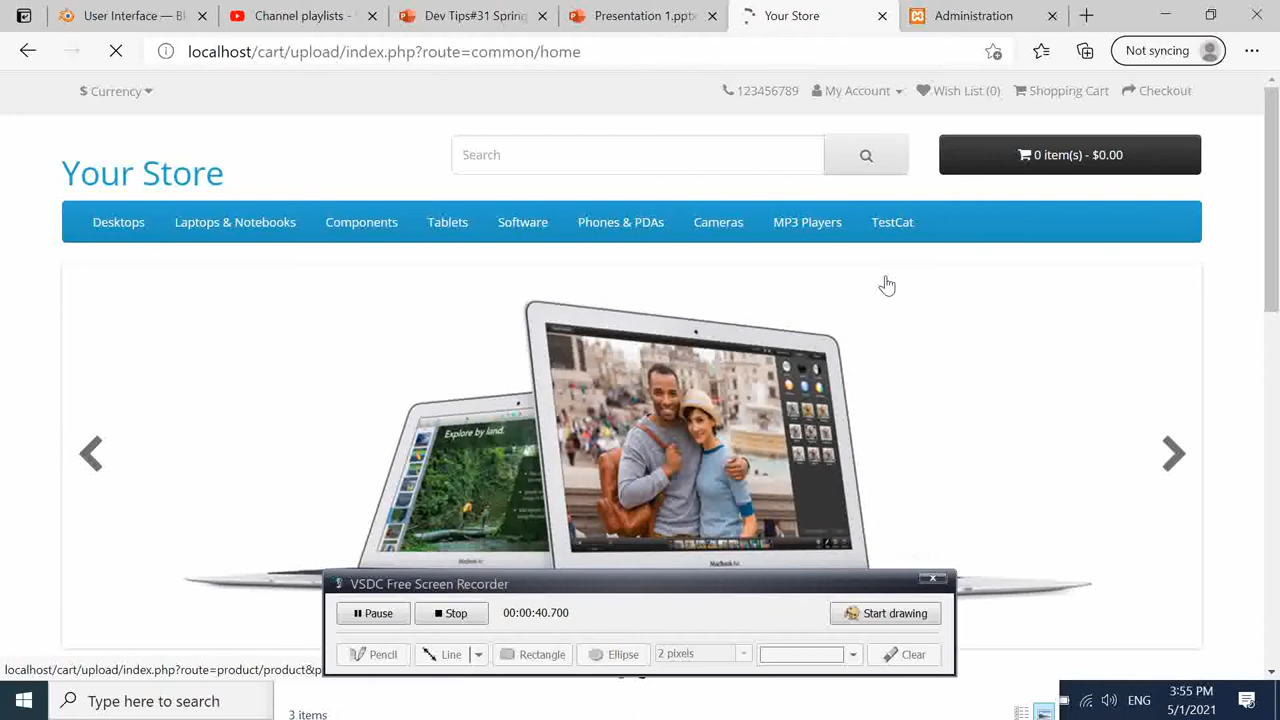 User Interface — Bl
Channel playlists -
Dev Tips#31 Spring
Presentation 1.pptx
Your Store
Administration
localhost/cart/upload/index.php?route=common/home
Not syncing
$ Currency
123456789
My Account
Wish List (0)
Shopping Cart
Checkout
Your Store
Search
0 item(s) - $0.00
Desktops
Laptops & Notebooks
Components
Tablets
Software
Phones & PDAs
Cameras
MP3 Players
TestCat
Explore by land.
MacBook Air
MacBook Air
VSDC Free Screen Recorder
Pause
Stop
00:00:40.700
Start drawing
Pencil
Line
Rectangle
Ellipse
2 pixels
Clear
localhost/cart/upload/index.php?route=product/product&p
Type here to search
3 items
ENG
3:55 PM
5/1/2021